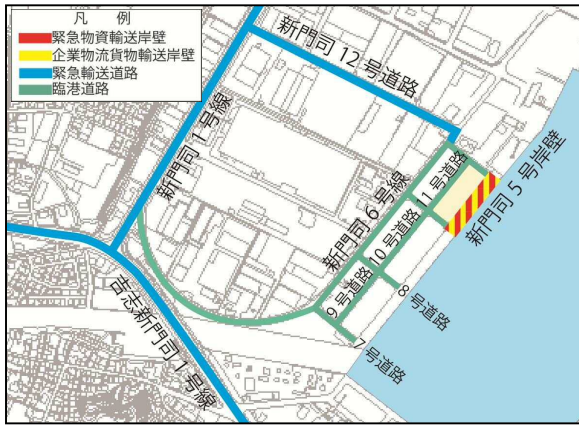 凡 例
緊急物資輸送岸壁
企業物流貨物輸送岸壁
緊急輸送道路
臨港道路
新門司 12 号道路
新門司 1 号線
新門司 6 号線
11 号道路
新門司 5 号岸壁
10 号道路
9 号道路
8 号道路
7 号道路
吉志新門司 1 号線